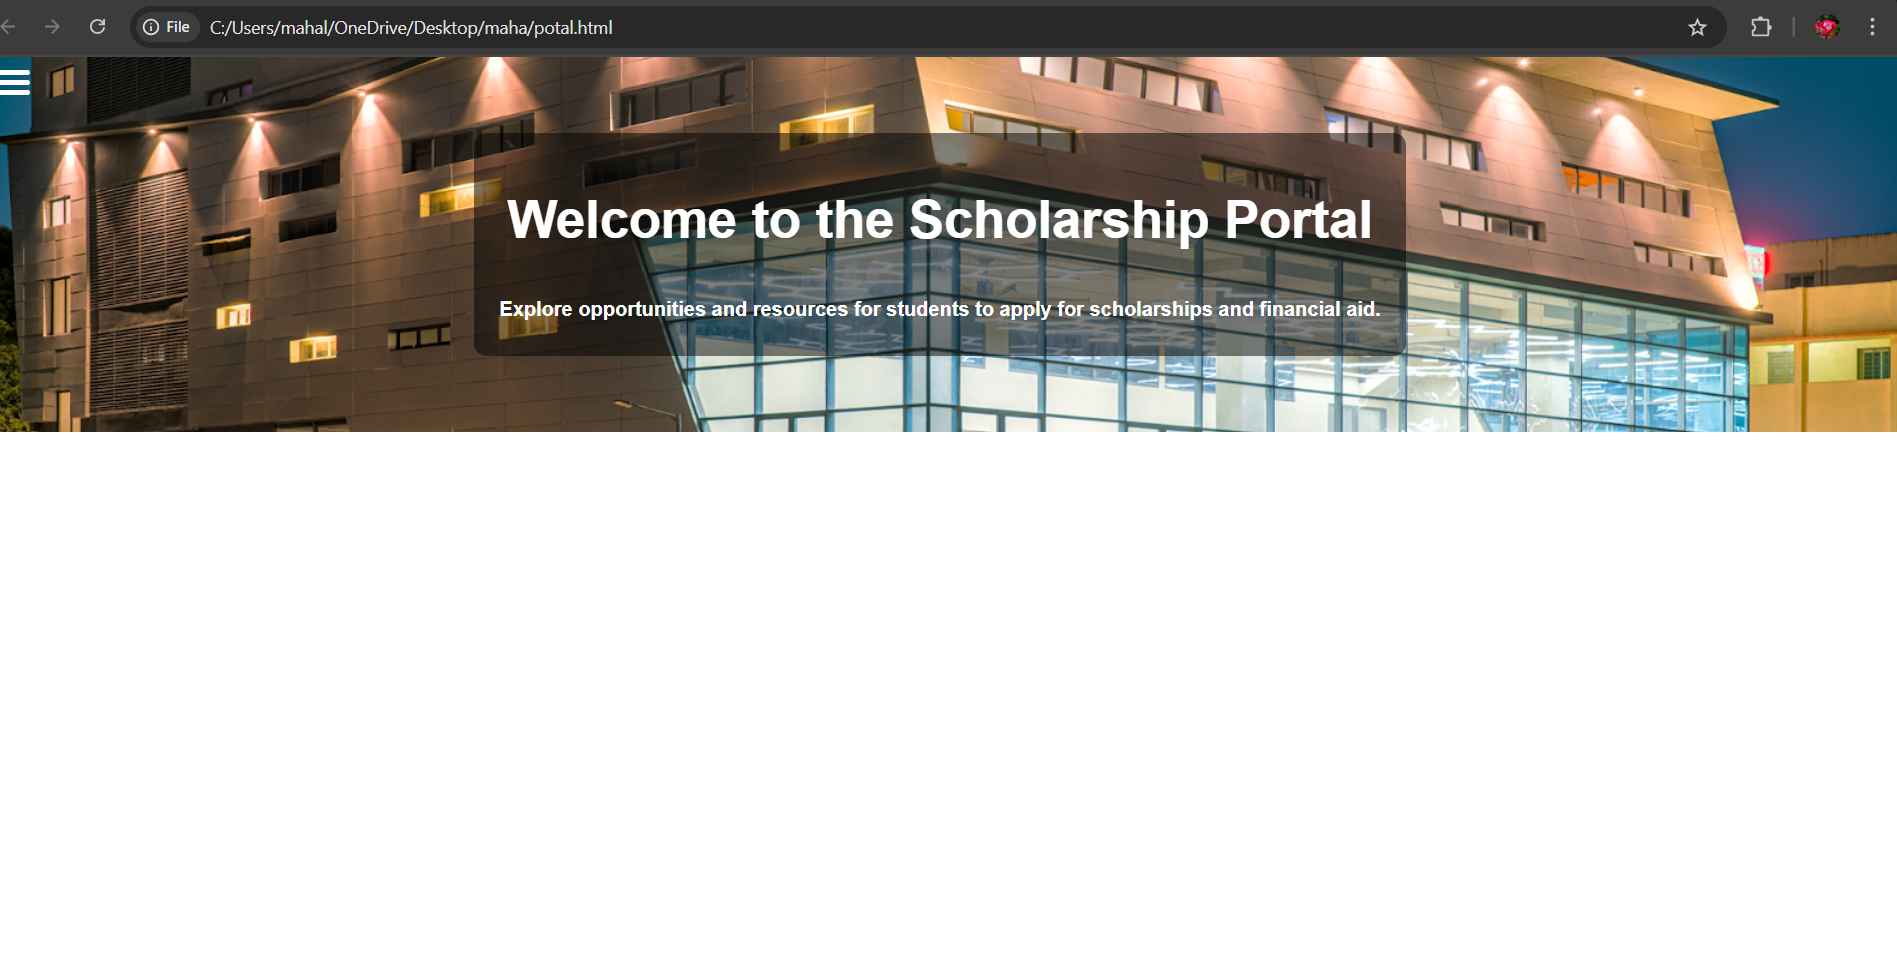 File C:/Users/mahal/OneDrive/Desktop/maha/potal.html
Welcome to the Scholarship Portal
Explore opportunities and resources for students to apply for scholarships and financial aid.